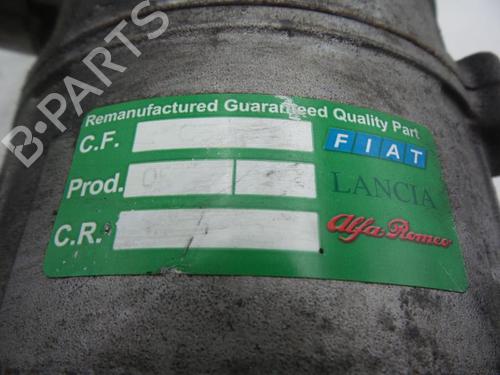 B-PARTS
Remanufactured Guaranteed Quality Part
C.F. FIAT
Prod. LANCIA
C.R. Alfa Romeo